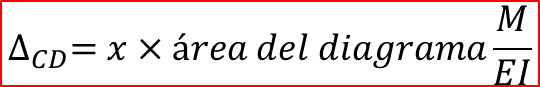 Δ_CD = x × área del diagrama M/EI